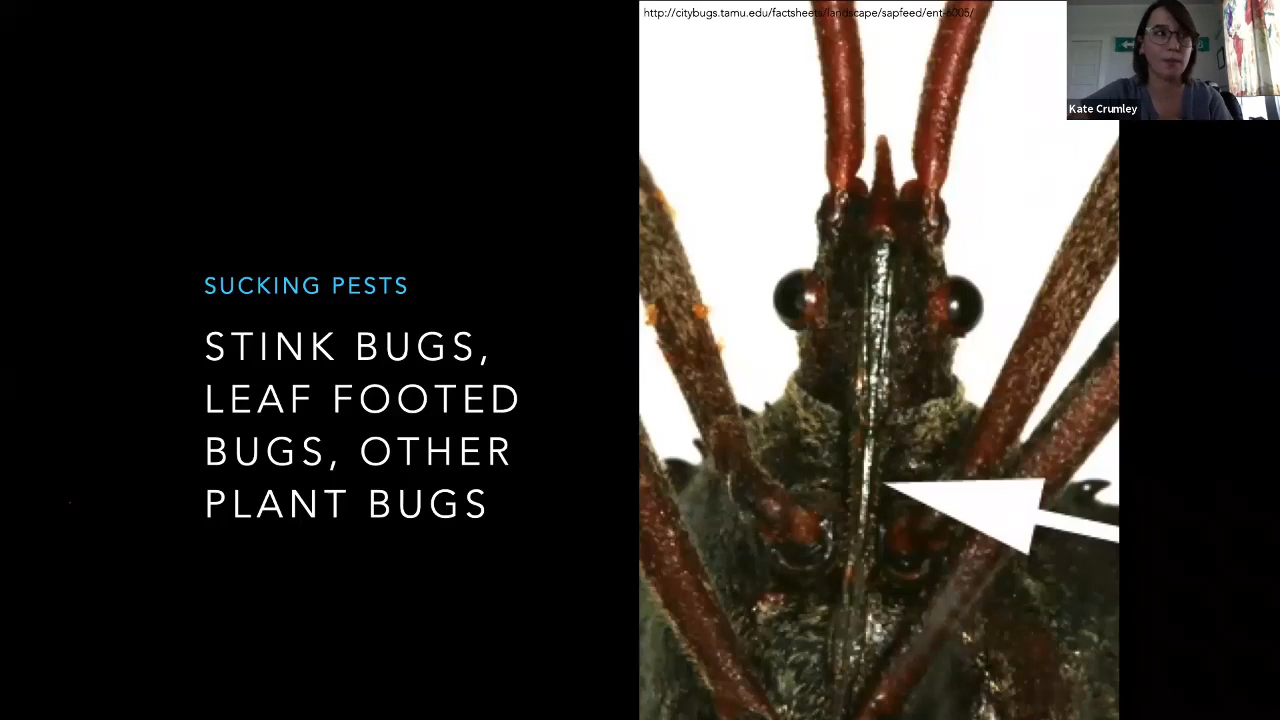 http://citybugs.tamu.edu/factsheets/landscape/sapfeed/ent-6005/
Kate Crumley
SUCKING PESTS
STINK BUGS,
LEAF FOOTED
BUGS, OTHER
PLANT BUGS